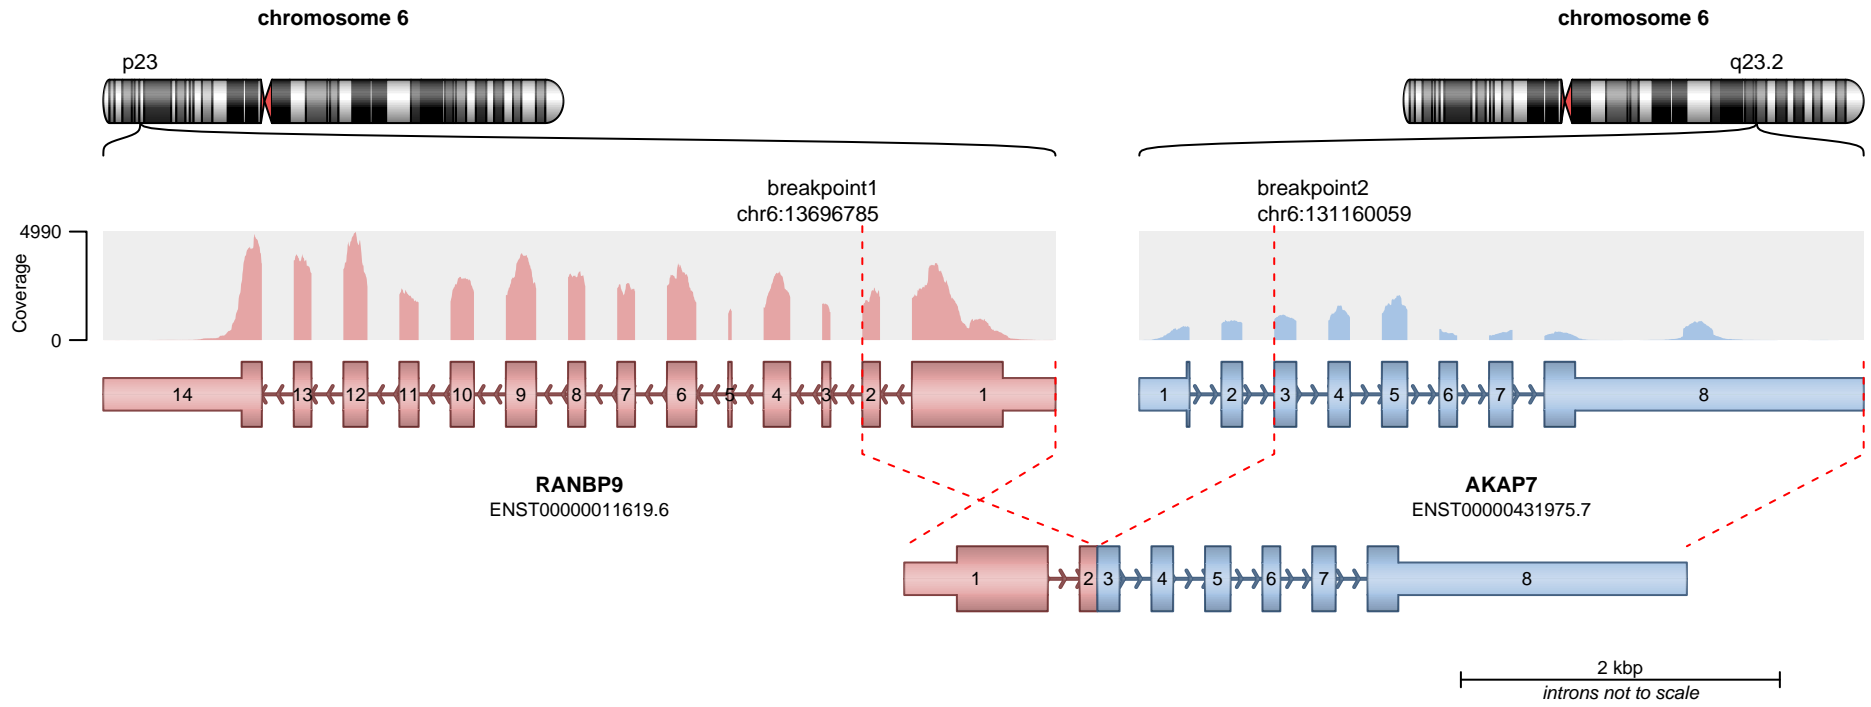 chromosome 6
chromosome 6
p23
q23.2
breakpoint1
chr6:13696785
breakpoint2
chr6:131160059
4990
Coverage
0
14 13 12 11 10 9 8 7 6 5 4 3 2 1
1 2 3 4 5 6 7 8
RANBP9
ENST00000011619.6
AKAP7
ENST00000431975.7
1 2 3 4 5 6 7 8
2 kbp
introns not to scale